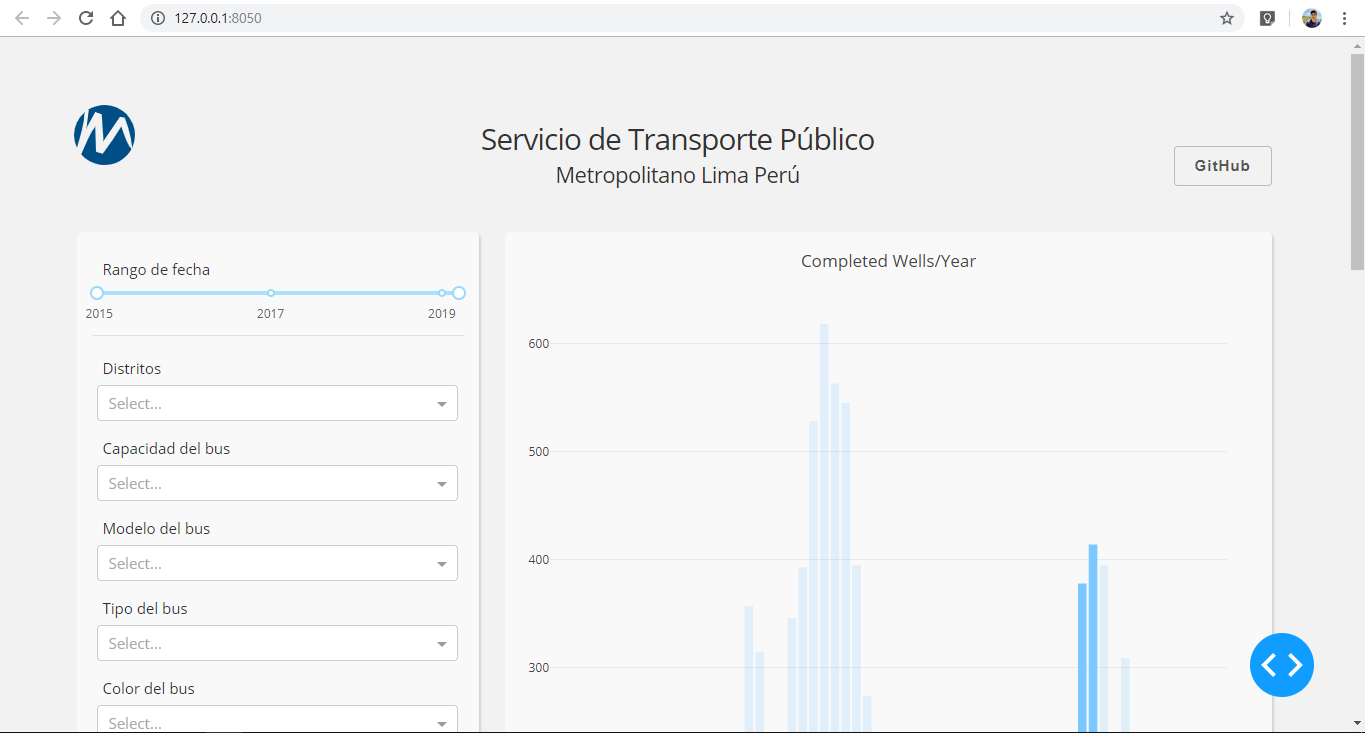 127.0.0.1:8050
Servicio de Transporte Público
Metropolitano Lima Perú
GitHub
Rango de fecha
2015 2017 2019
Distritos
Select...
Capacidad del bus
Select...
Modelo del bus
Select...
Tipo del bus
Select...
Color del bus
Select...
Completed Wells/Year
600
500
400
300